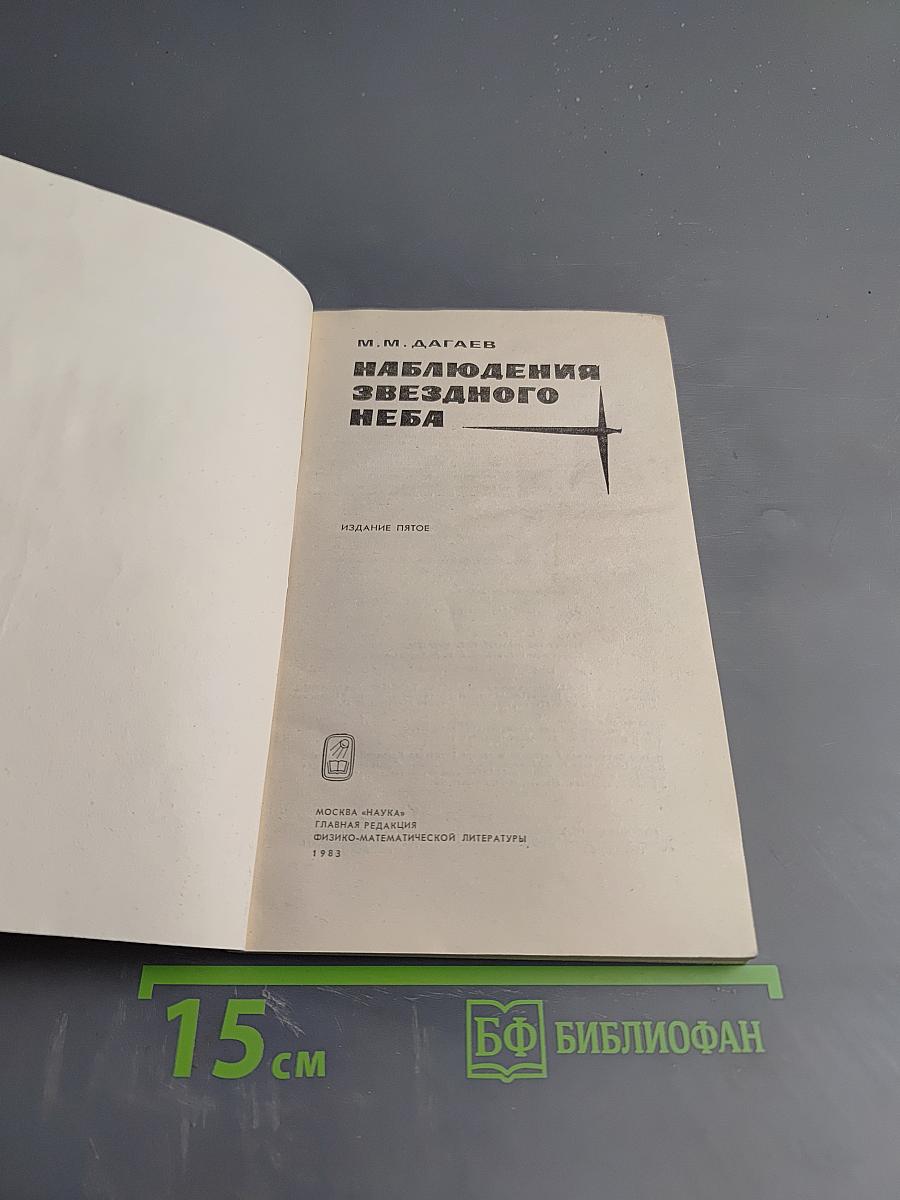 М.М. ДАГАЕВ
НАБЛЮДЕНИЯ
ЗВЕЗДНОГО
НЕБА
ИЗДАНИЕ ПЯТОЕ
МОСКВА «НАУКА»
ГЛАВНАЯ РЕДАКЦИЯ
ФИЗИКО-МАТЕМАТИЧЕСКОЙ ЛИТЕРАТУРЫ
1983
15 СМ
БФ БИБЛИОФАН